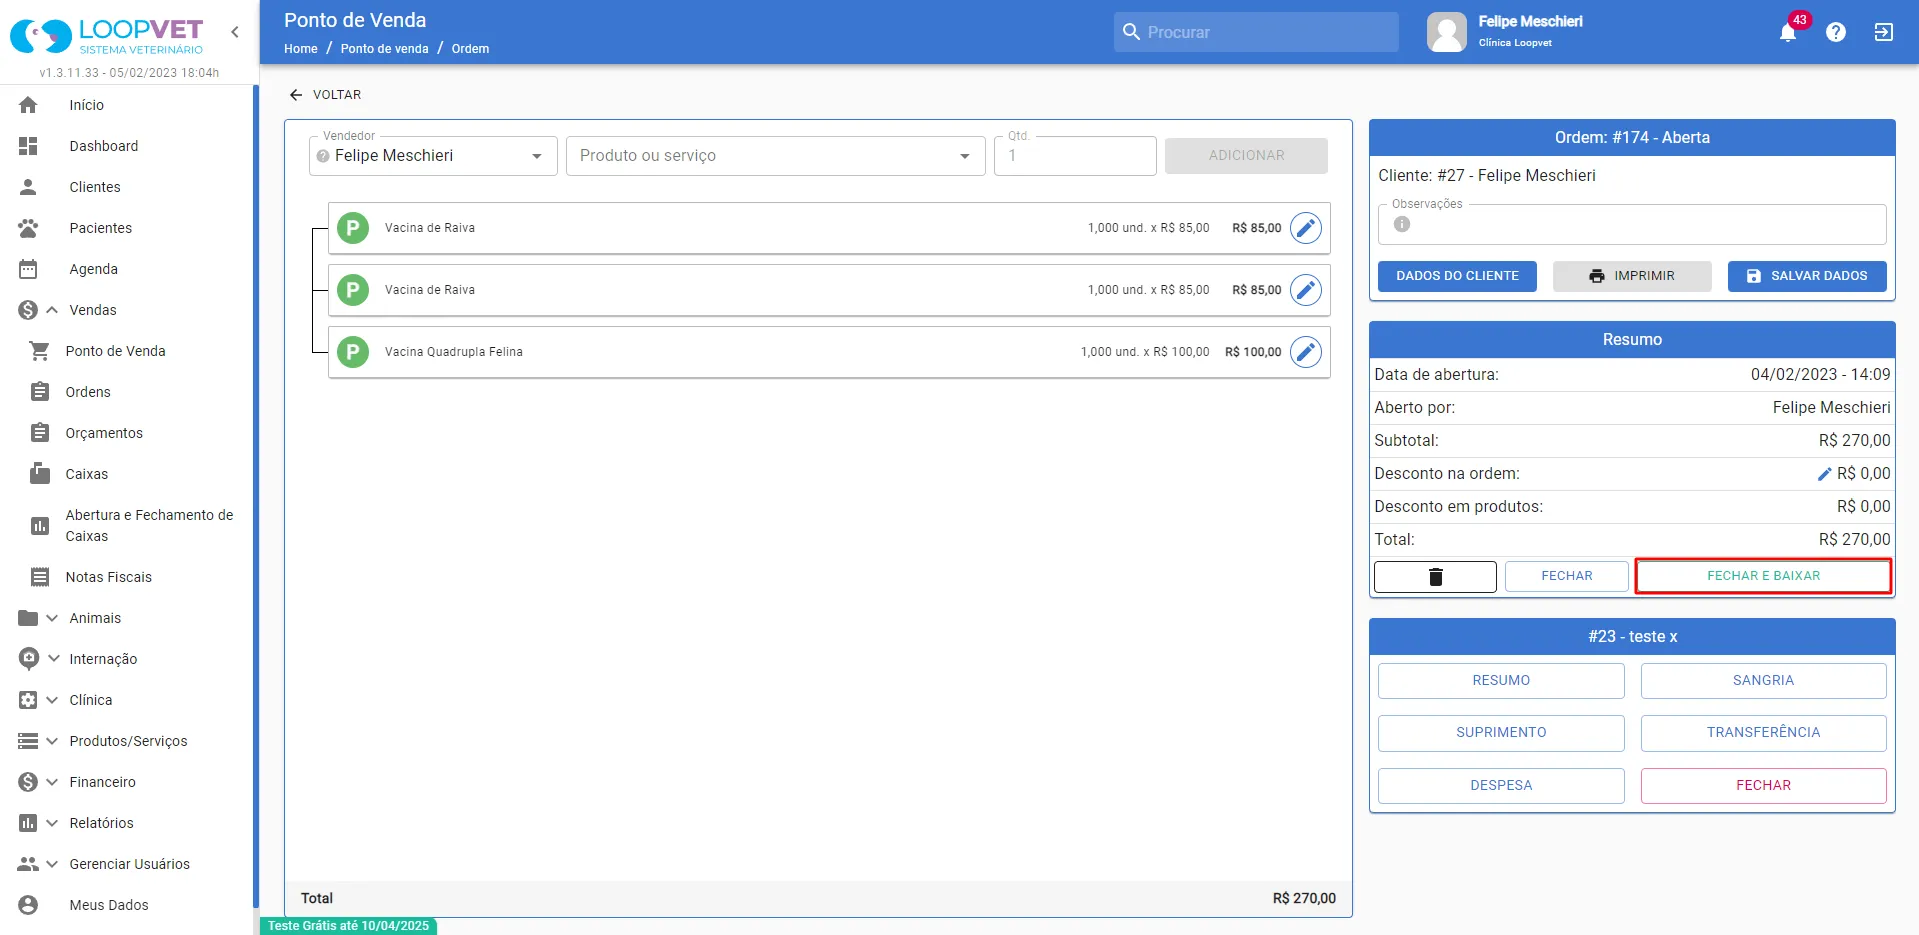 LOOPVET
SISTEMA VETERINÁRIO
v1.3.11.33 - 05/02/2023 18:04h
Início
Dashboard
Clientes
Pacientes
Agenda
Vendas
Ponto de Venda
Ordens
Orçamentos
Caixas
Abertura e Fechamento de
Caixas
Notas Fiscais
Animais
Internação
Clínica
Produtos/Serviços
Financeiro
Relatórios
Gerenciar Usuários
Meus Dados
Ponto de Venda
Home / Ponto de venda / Ordem
Procurar
Felipe Meschieri
Clínica Loopvet
43
VOLTAR
Vendedor
Felipe Meschieri
Produto ou serviço
Qtd.
1
ADICIONAR
P Vacina de Raiva 1,000 und. x R$ 85,00 R$ 85,00
P Vacina de Raiva 1,000 und. x R$ 85,00 R$ 85,00
P Vacina Quadrupla Felina 1,000 und. x R$ 100,00 R$ 100,00
Total R$ 270,00
Teste Grátis até 10/04/2025
Ordem: #174 - Aberta
Cliente: #27 - Felipe Meschieri
Observações
DADOS DO CLIENTE IMPRIMIR SALVAR DADOS
Resumo
Data de abertura: 04/02/2023 - 14:09
Aberto por: Felipe Meschieri
Subtotal: R$ 270,00
Desconto na ordem: R$ 0,00
Desconto em produtos: R$ 0,00
Total: R$ 270,00
FECHAR FECHAR E BAIXAR
#23 - teste x
RESUMO SANGRIA
SUPRIMENTO TRANSFERÊNCIA
DESPESA FECHAR